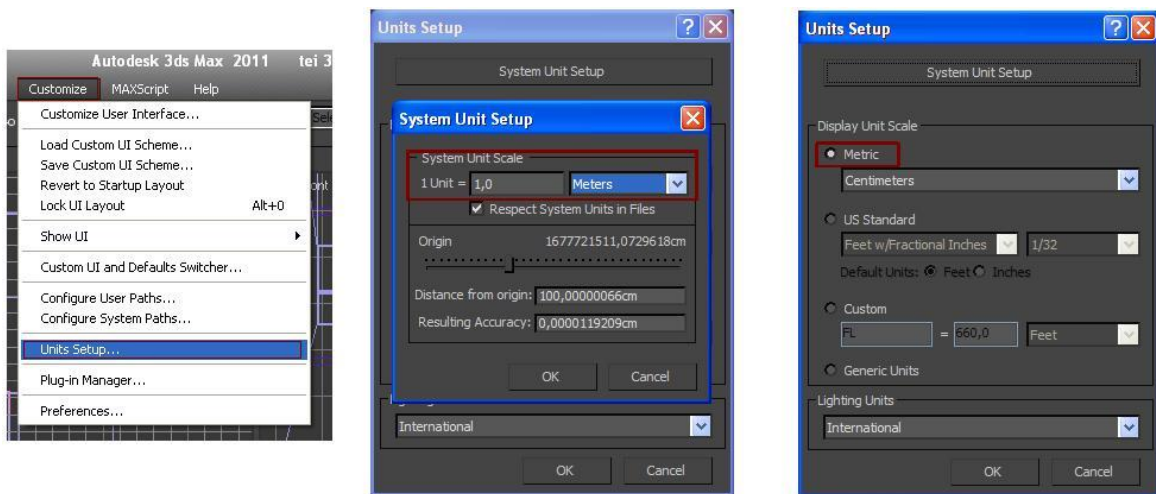 Autodesk 3ds Max 2011 tei 3
Customize MAXScript Help
Customize User Interface...
Load Custom UI Scheme...
Save Custom UI Scheme...
Revert to Startup Layout
Lock UI Layout Alt+0
Show UI
Custom UI and Defaults Switcher...
Configure User Paths...
Configure System Paths...
Units Setup...
Plug-in Manager...
Preferences...
Units Setup
System Unit Setup
System Unit Setup
System Unit Scale
1 Unit = 1,0 Meters
Respect System Units in Files
Origin 1677721511,0729618cm
Distance from origin: 100,00000066cm
Resulting Accuracy: 0,0000119209cm
OK Cancel
International
OK Cancel
Units Setup
System Unit Setup
Display Unit Scale
Metric
Centimeters
US Standard
Feet w/Fractional Inches 1/32
Default Units: Feet Inches
Custom
FL = 660,0 Feet
Generic Units
Lighting Units
International
OK Cancel